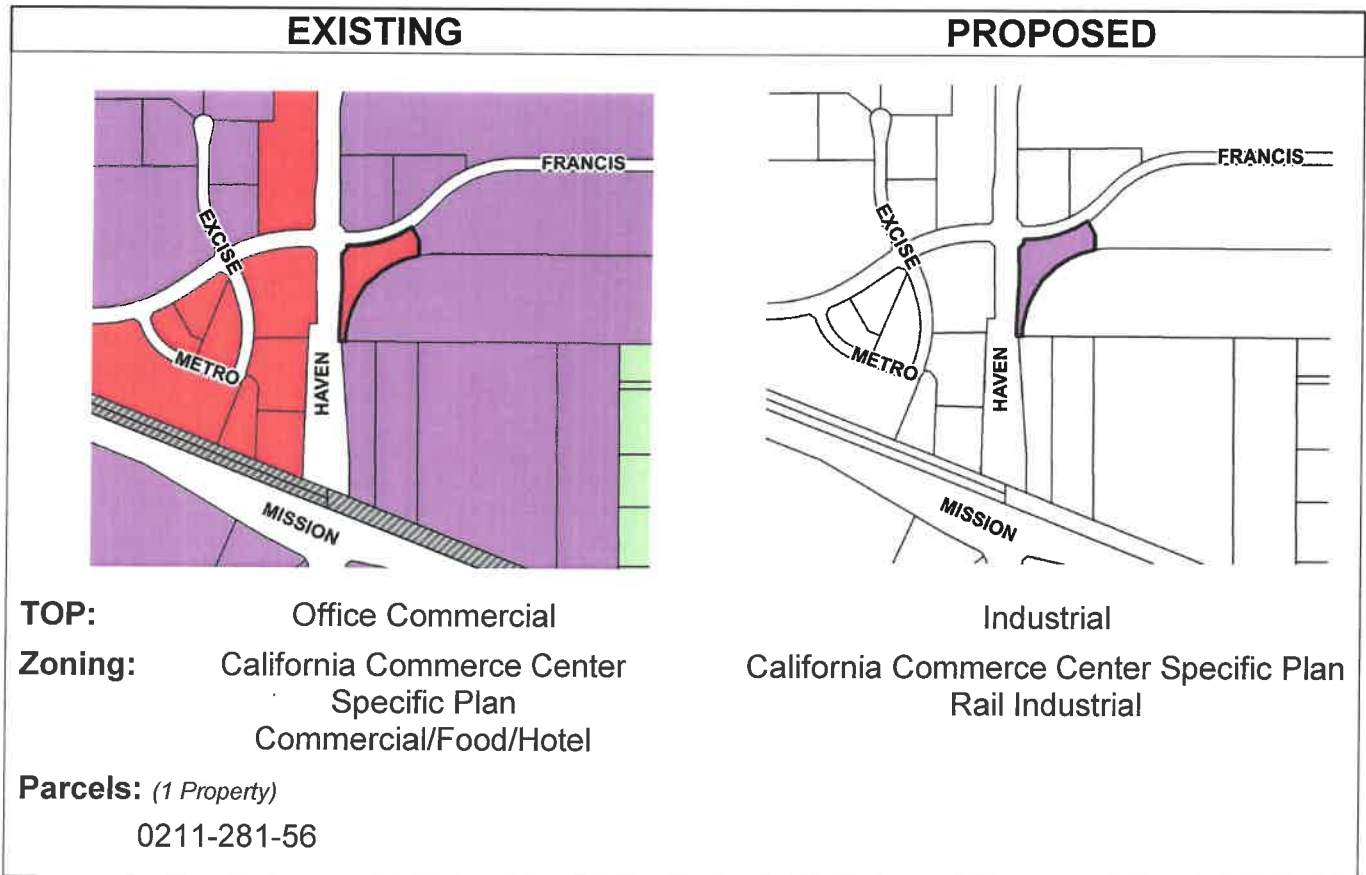 EXISTING
PROPOSED
FRANCIS
EXCISE
METRO
HAVEN
MISSION
FRANCIS
EXCISE
METRO
HAVEN
MISSION
TOP: Office Commercial Industrial
Zoning: California Commerce Center California Commerce Center Specific Plan
Specific Plan Rail Industrial
Commercial/Food/Hotel
Parcels: (1 Property)
0211-281-56